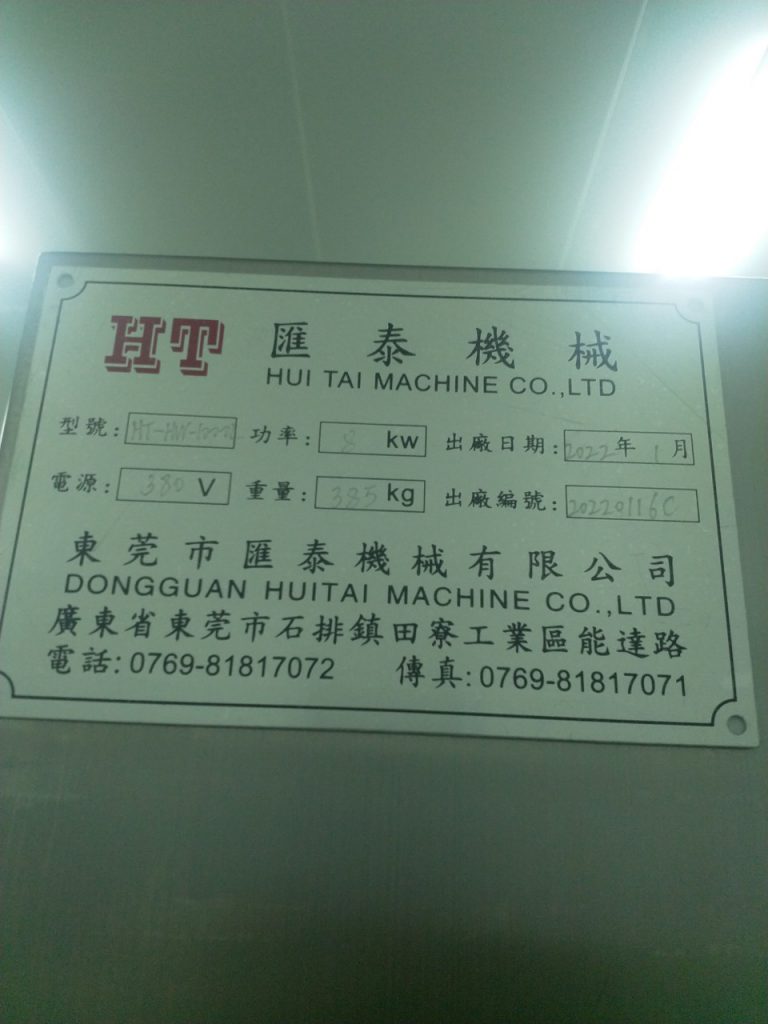 HT 匯泰機械
HUI TAI MACHINE CO.,LTD
型號: 功率: 8 kw 出廠日期: 2022年 1月
電源: 380 V 重量: 385 kg 出廠編號: 20220116C
東莞市匯泰機械有限公司
DONGGUAN HUITAI MACHINE CO.,LTD
廣東省東莞市石排鎮田寮工業區能達路
電話: 0769-81817072 傳真: 0769-81817071